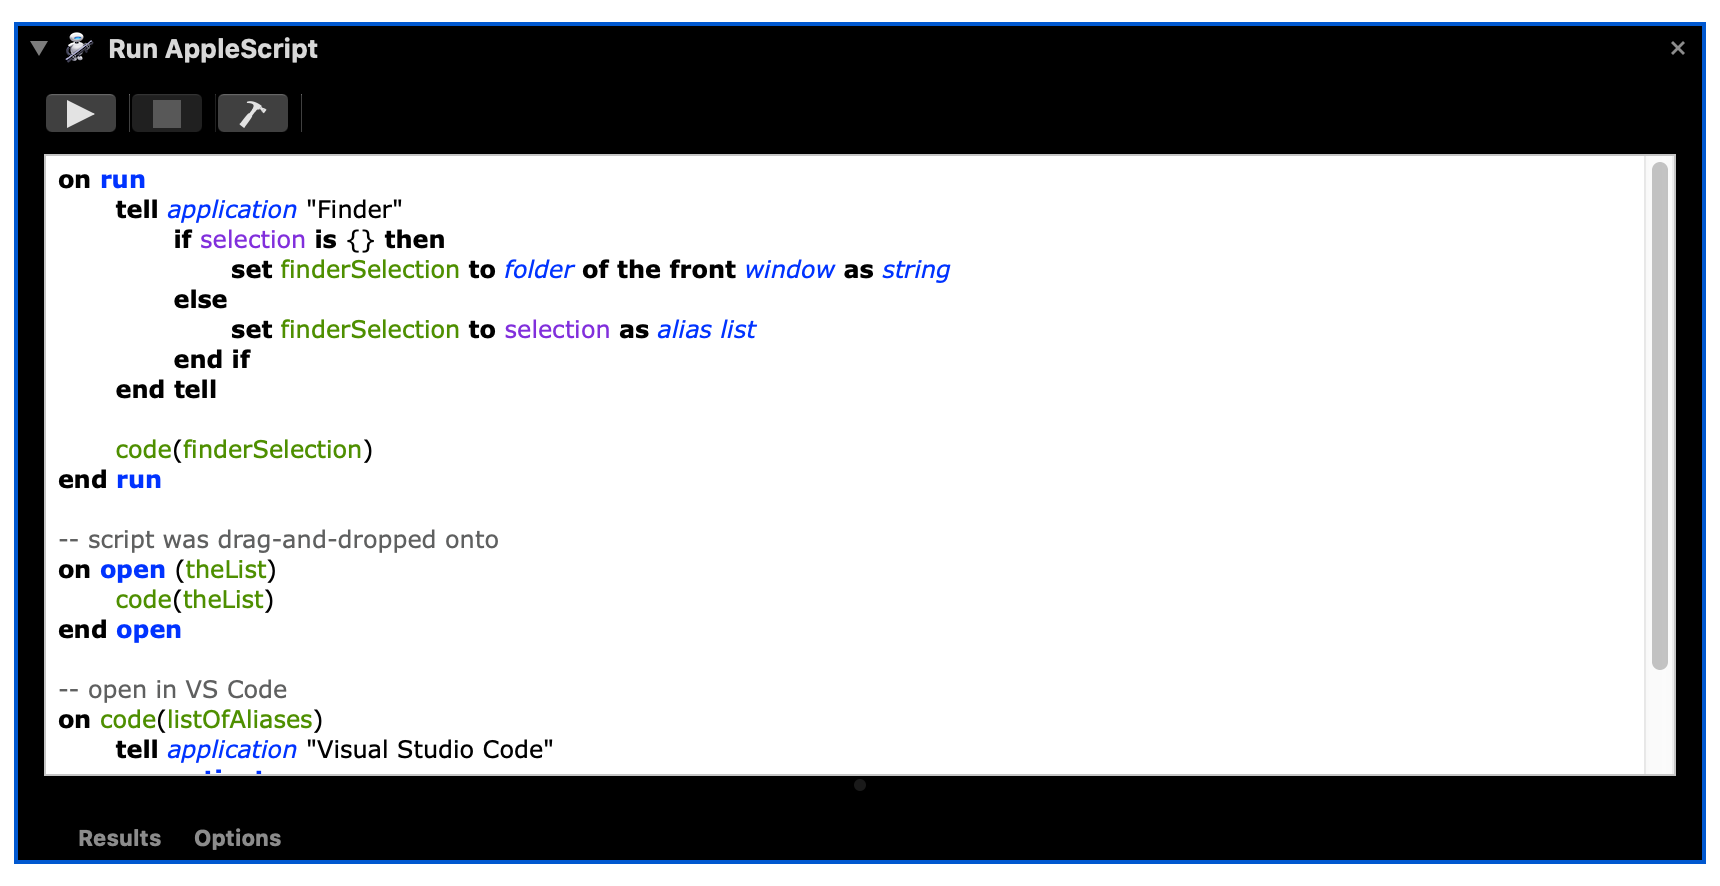 Run AppleScript
on run
tell application "Finder"
if selection is {} then
set finderSelection to folder of the front window as string
else
set finderSelection to selection as alias list
end if
end tell
code(finderSelection)
end run
-- script was drag-and-dropped onto
on open (theList)
code(theList)
end open
-- open in VS Code
on code(listOfAliases)
tell application "Visual Studio Code"
Results Options